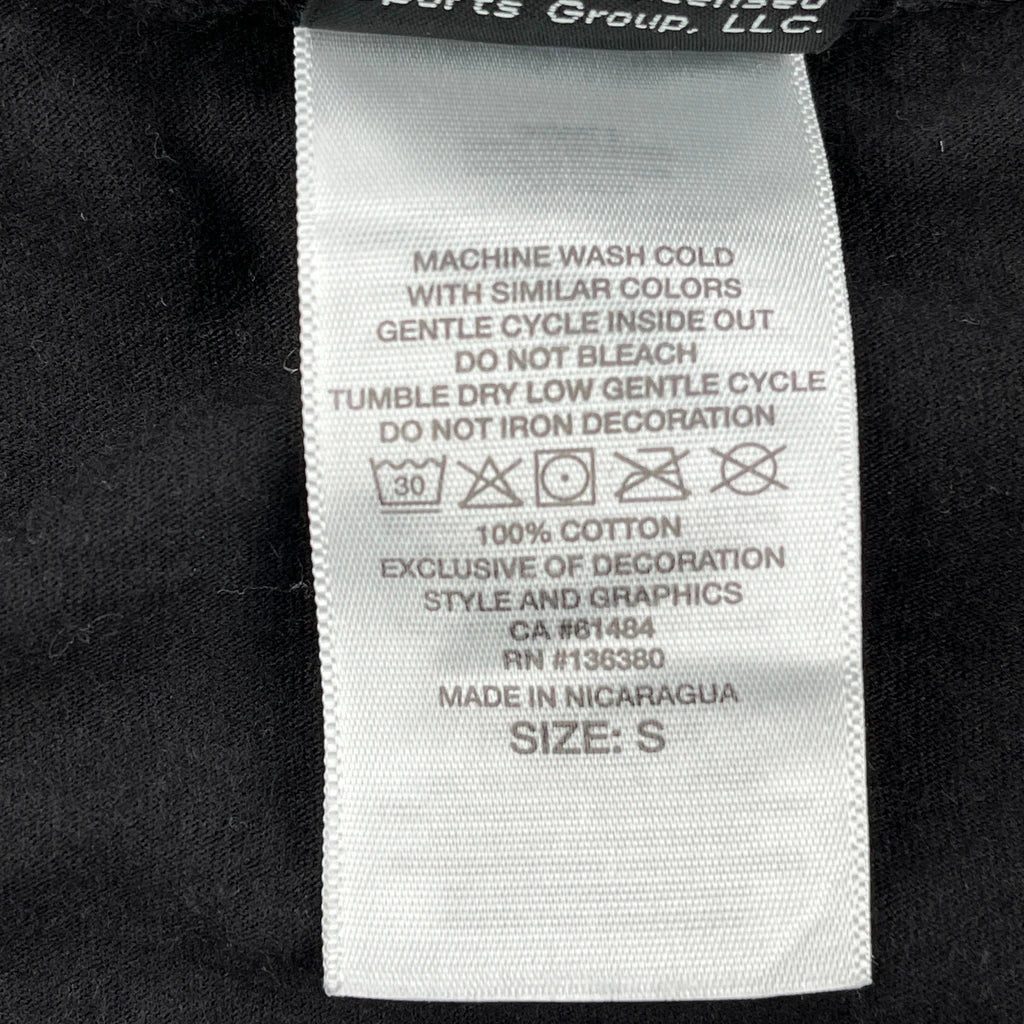 Sports Group, LLC.
MACHINE WASH COLD
WITH SIMILAR COLORS
GENTLE CYCLE INSIDE OUT
DO NOT BLEACH
TUMBLE DRY LOW GENTLE CYCLE
DO NOT IRON DECORATION
30
100% COTTON
EXCLUSIVE OF DECORATION
STYLE AND GRAPHICS
CA #61484
RN #136380
MADE IN NICARAGUA
SIZE: S